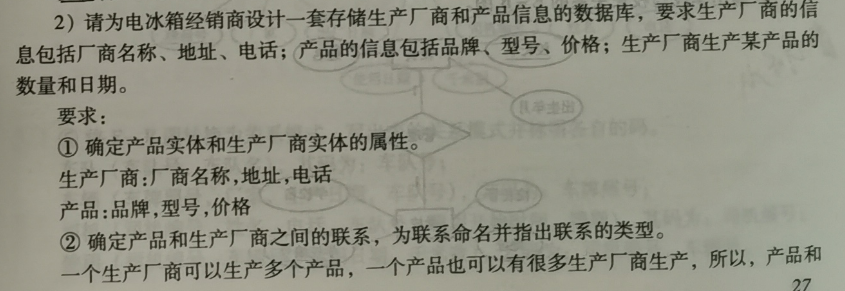 2）请为电冰箱经销商设计一套存储生产厂商和产品信息的数据库，要求生产厂商的信
息包括厂商名称、地址、电话；产品的信息包括品牌、型号、价格；生产厂商生产某产品的
数量和日期。
要求：
① 确定产品实体和生产厂商实体的属性。
生产厂商:厂商名称,地址,电话
产品:品牌,型号,价格
② 确定产品和生产厂商之间的联系，为联系命名并指出联系的类型。
一个生产厂商可以生产多个产品，一个产品也可以有很多生产厂商生产，所以，产品和
27